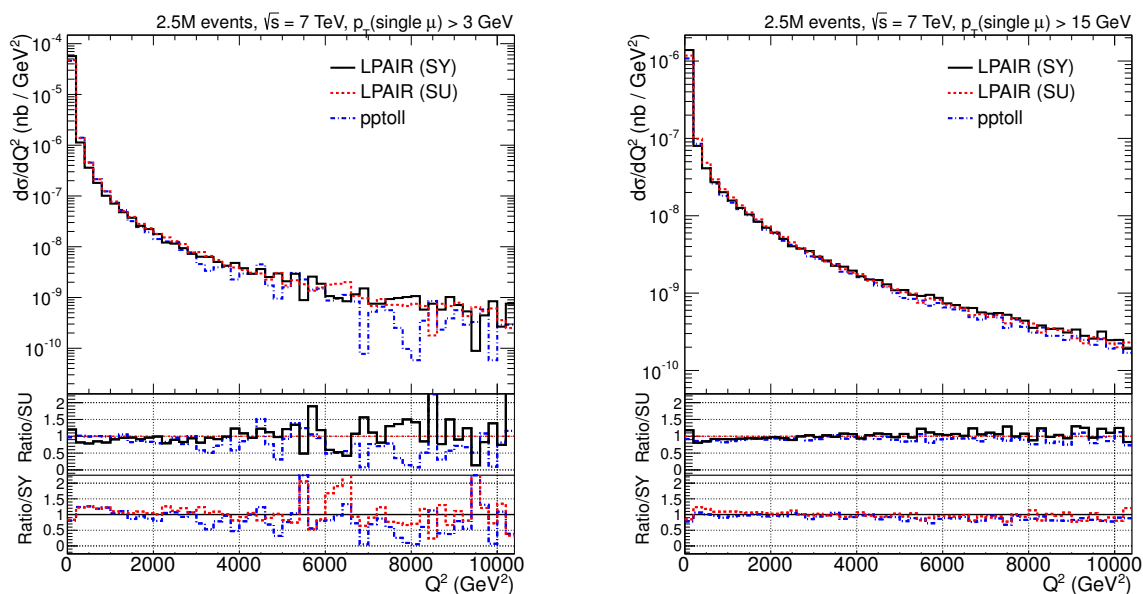 2.5M events, √s = 7 TeV, p_T(single μ) > 3 GeV
dσ/dQ² (nb / GeV²)
10⁻⁴
10⁻⁵
10⁻⁶
10⁻⁷
10⁻⁸
10⁻⁹
10⁻¹⁰
LPAIR (SY)
LPAIR (SU)
pptoll
Ratio/SU
2
1.5
1
0.5
0
Ratio/SY
2
1.5
1
0.5
0
0 2000 4000 6000 8000 10000
Q² (GeV²)
2.5M events, √s = 7 TeV, p_T(single μ) > 15 GeV
dσ/dQ² (nb / GeV²)
10⁻⁶
10⁻⁷
10⁻⁸
10⁻⁹
10⁻¹⁰
LPAIR (SY)
LPAIR (SU)
pptoll
Ratio/SU
2
1.5
1
0.5
0
Ratio/SY
2
1.5
1
0.5
0
0 2000 4000 6000 8000 10000
Q² (GeV²)